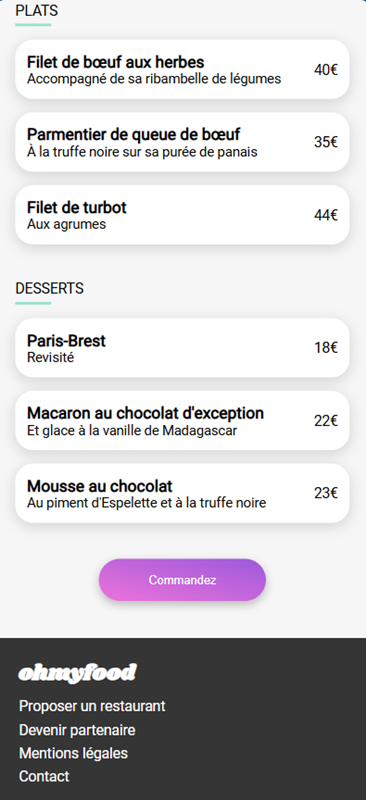 PLATS
Filet de bœuf aux herbes
Accompagné de sa ribambelle de légumes
40€
Parmentier de queue de bœuf
À la truffe noire sur sa purée de panais
35€
Filet de turbot
Aux agrumes
44€
DESSERTS
Paris-Brest
Revisité
18€
Macaron au chocolat d'exception
Et glace à la vanille de Madagascar
22€
Mousse au chocolat
Au piment d'Espelette et à la truffe noire
23€
Commandez
ohmyfood
Proposer un restaurant
Devenir partenaire
Mentions légales
Contact